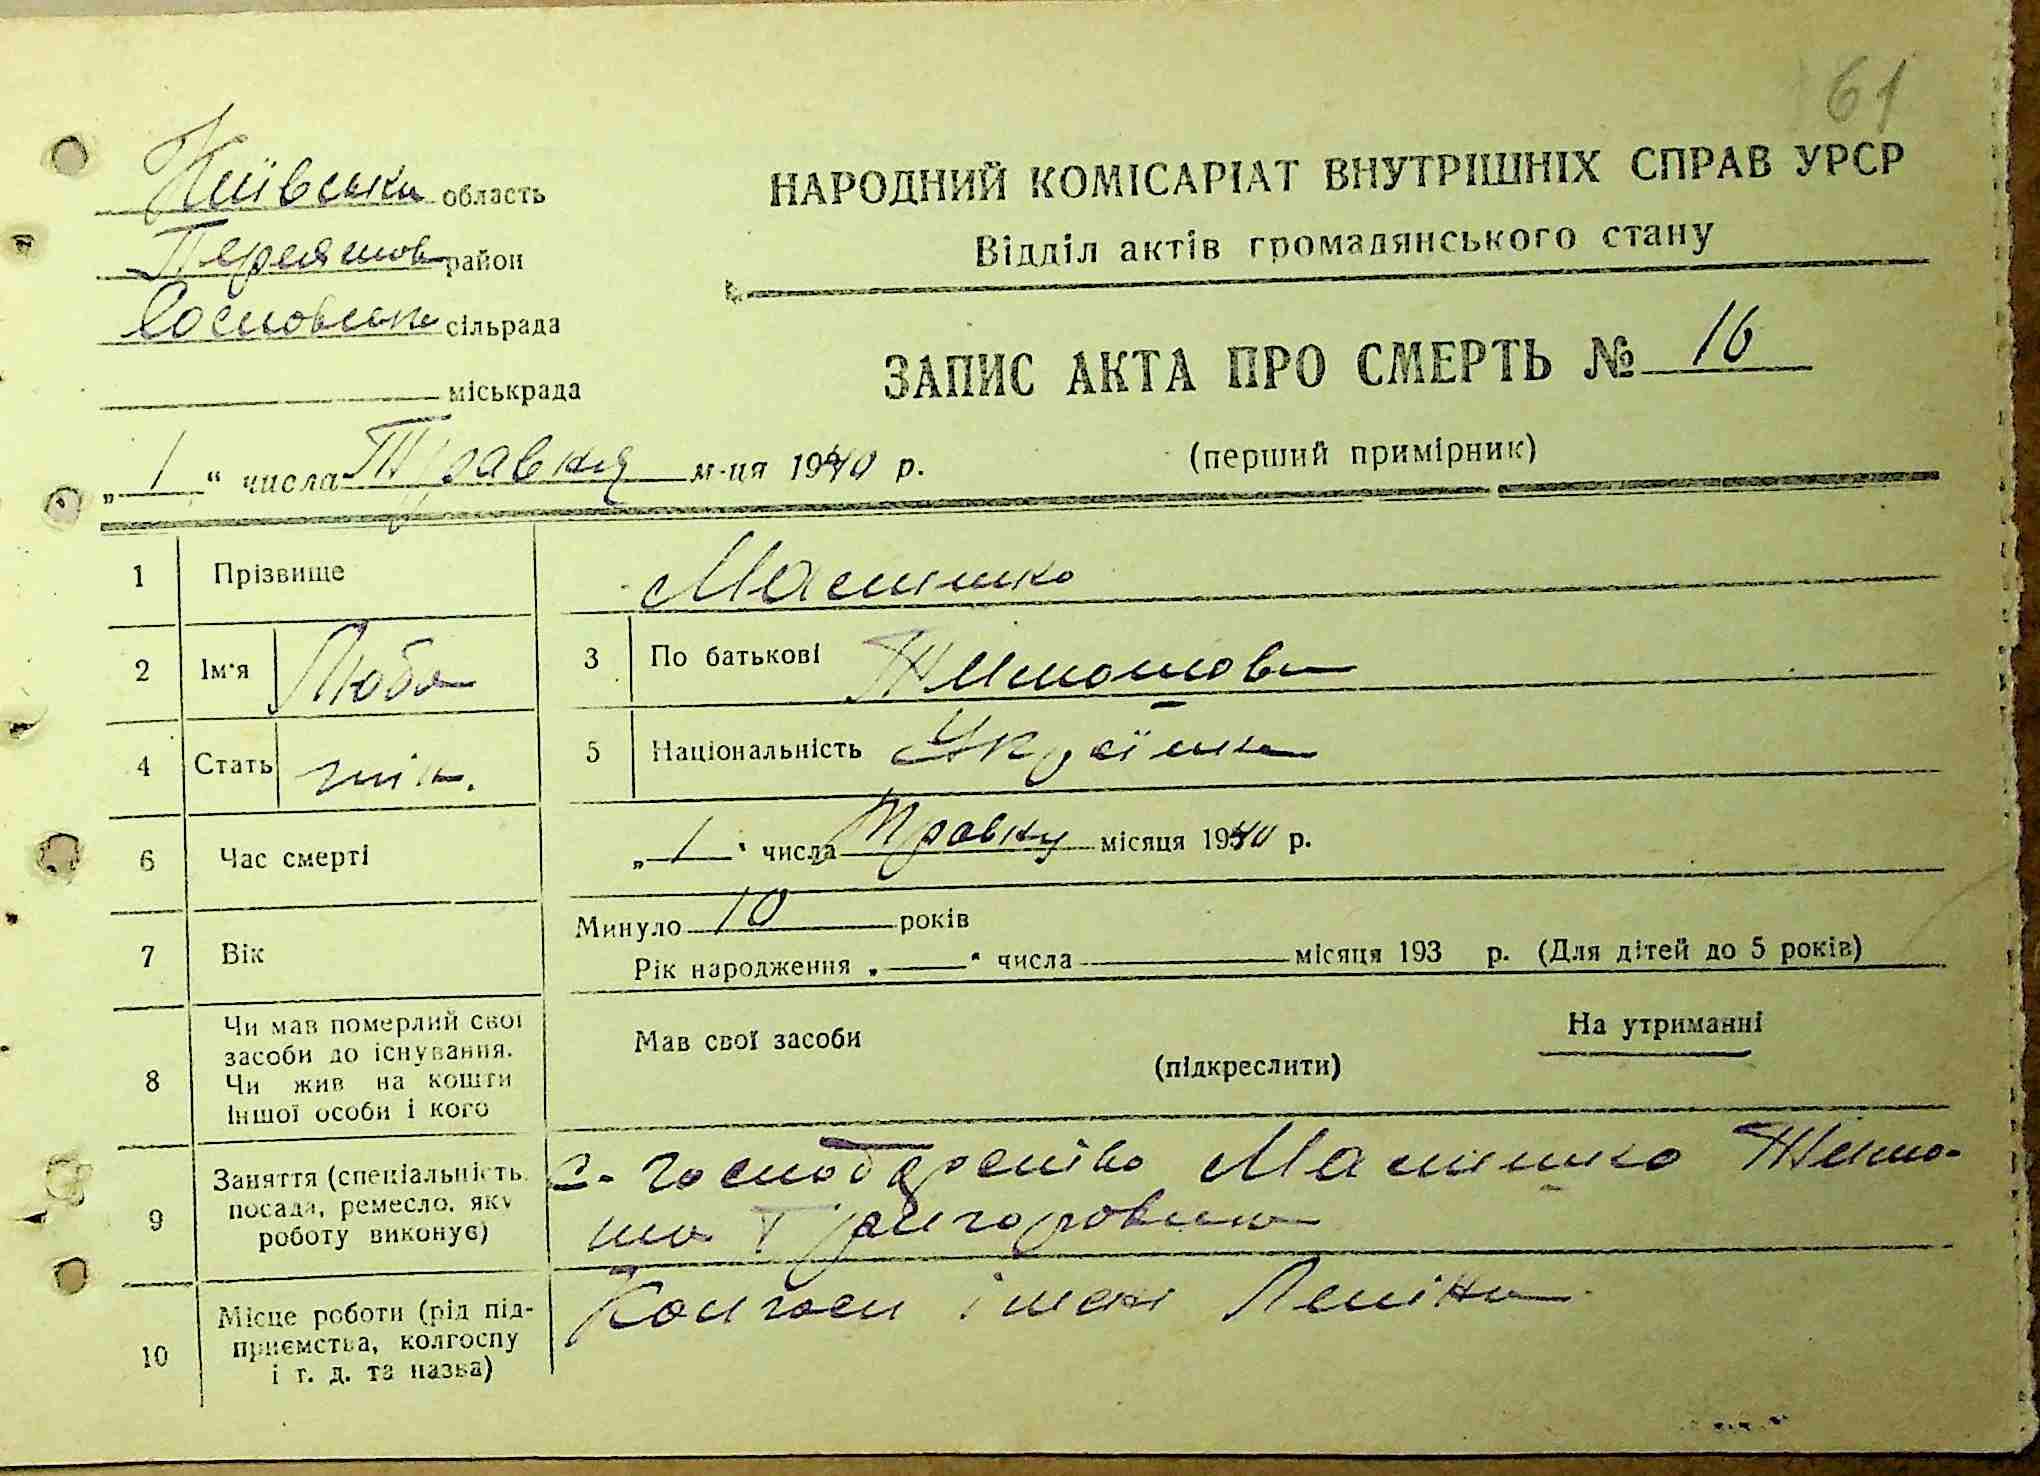 61
Київська область
НАРОДНИЙ КОМІСАРІАТ ВНУТРІШНІХ СПРАВ УРСР
район
Відділ актів громадянського стану
Сосновська сільрада
ЗАПИС АКТА ПРО СМЕРТЬ № 16
міськрада
„ 1 “ числа Травня м-ця 1940 р.
(перший примірник)
1 Прізвище
2 Ім'я Люба 3 По батькові
4 Стать жін. 5 Національність Українка
6 Час смерті „ 1 “ числа Травня місяця 1940 р.
7 Вік Минуло 10 років
Рік народження „ “ числа місяця 193 р. (Для дітей до 5 років)
8 Чи мав померлий свої
засоби до існування.
Чи жив на кошти
іншої особи і кого
Мав свої засоби
(підкреслити)
На утриманні
9 Заняття (спеціальність,
посада, ремесло, яку
роботу виконує)
с-господарство
Григоровича
10 Місце роботи (рід під-
приємства, колгоспу
і т. д. та назва)
Колгосп імені Леніна